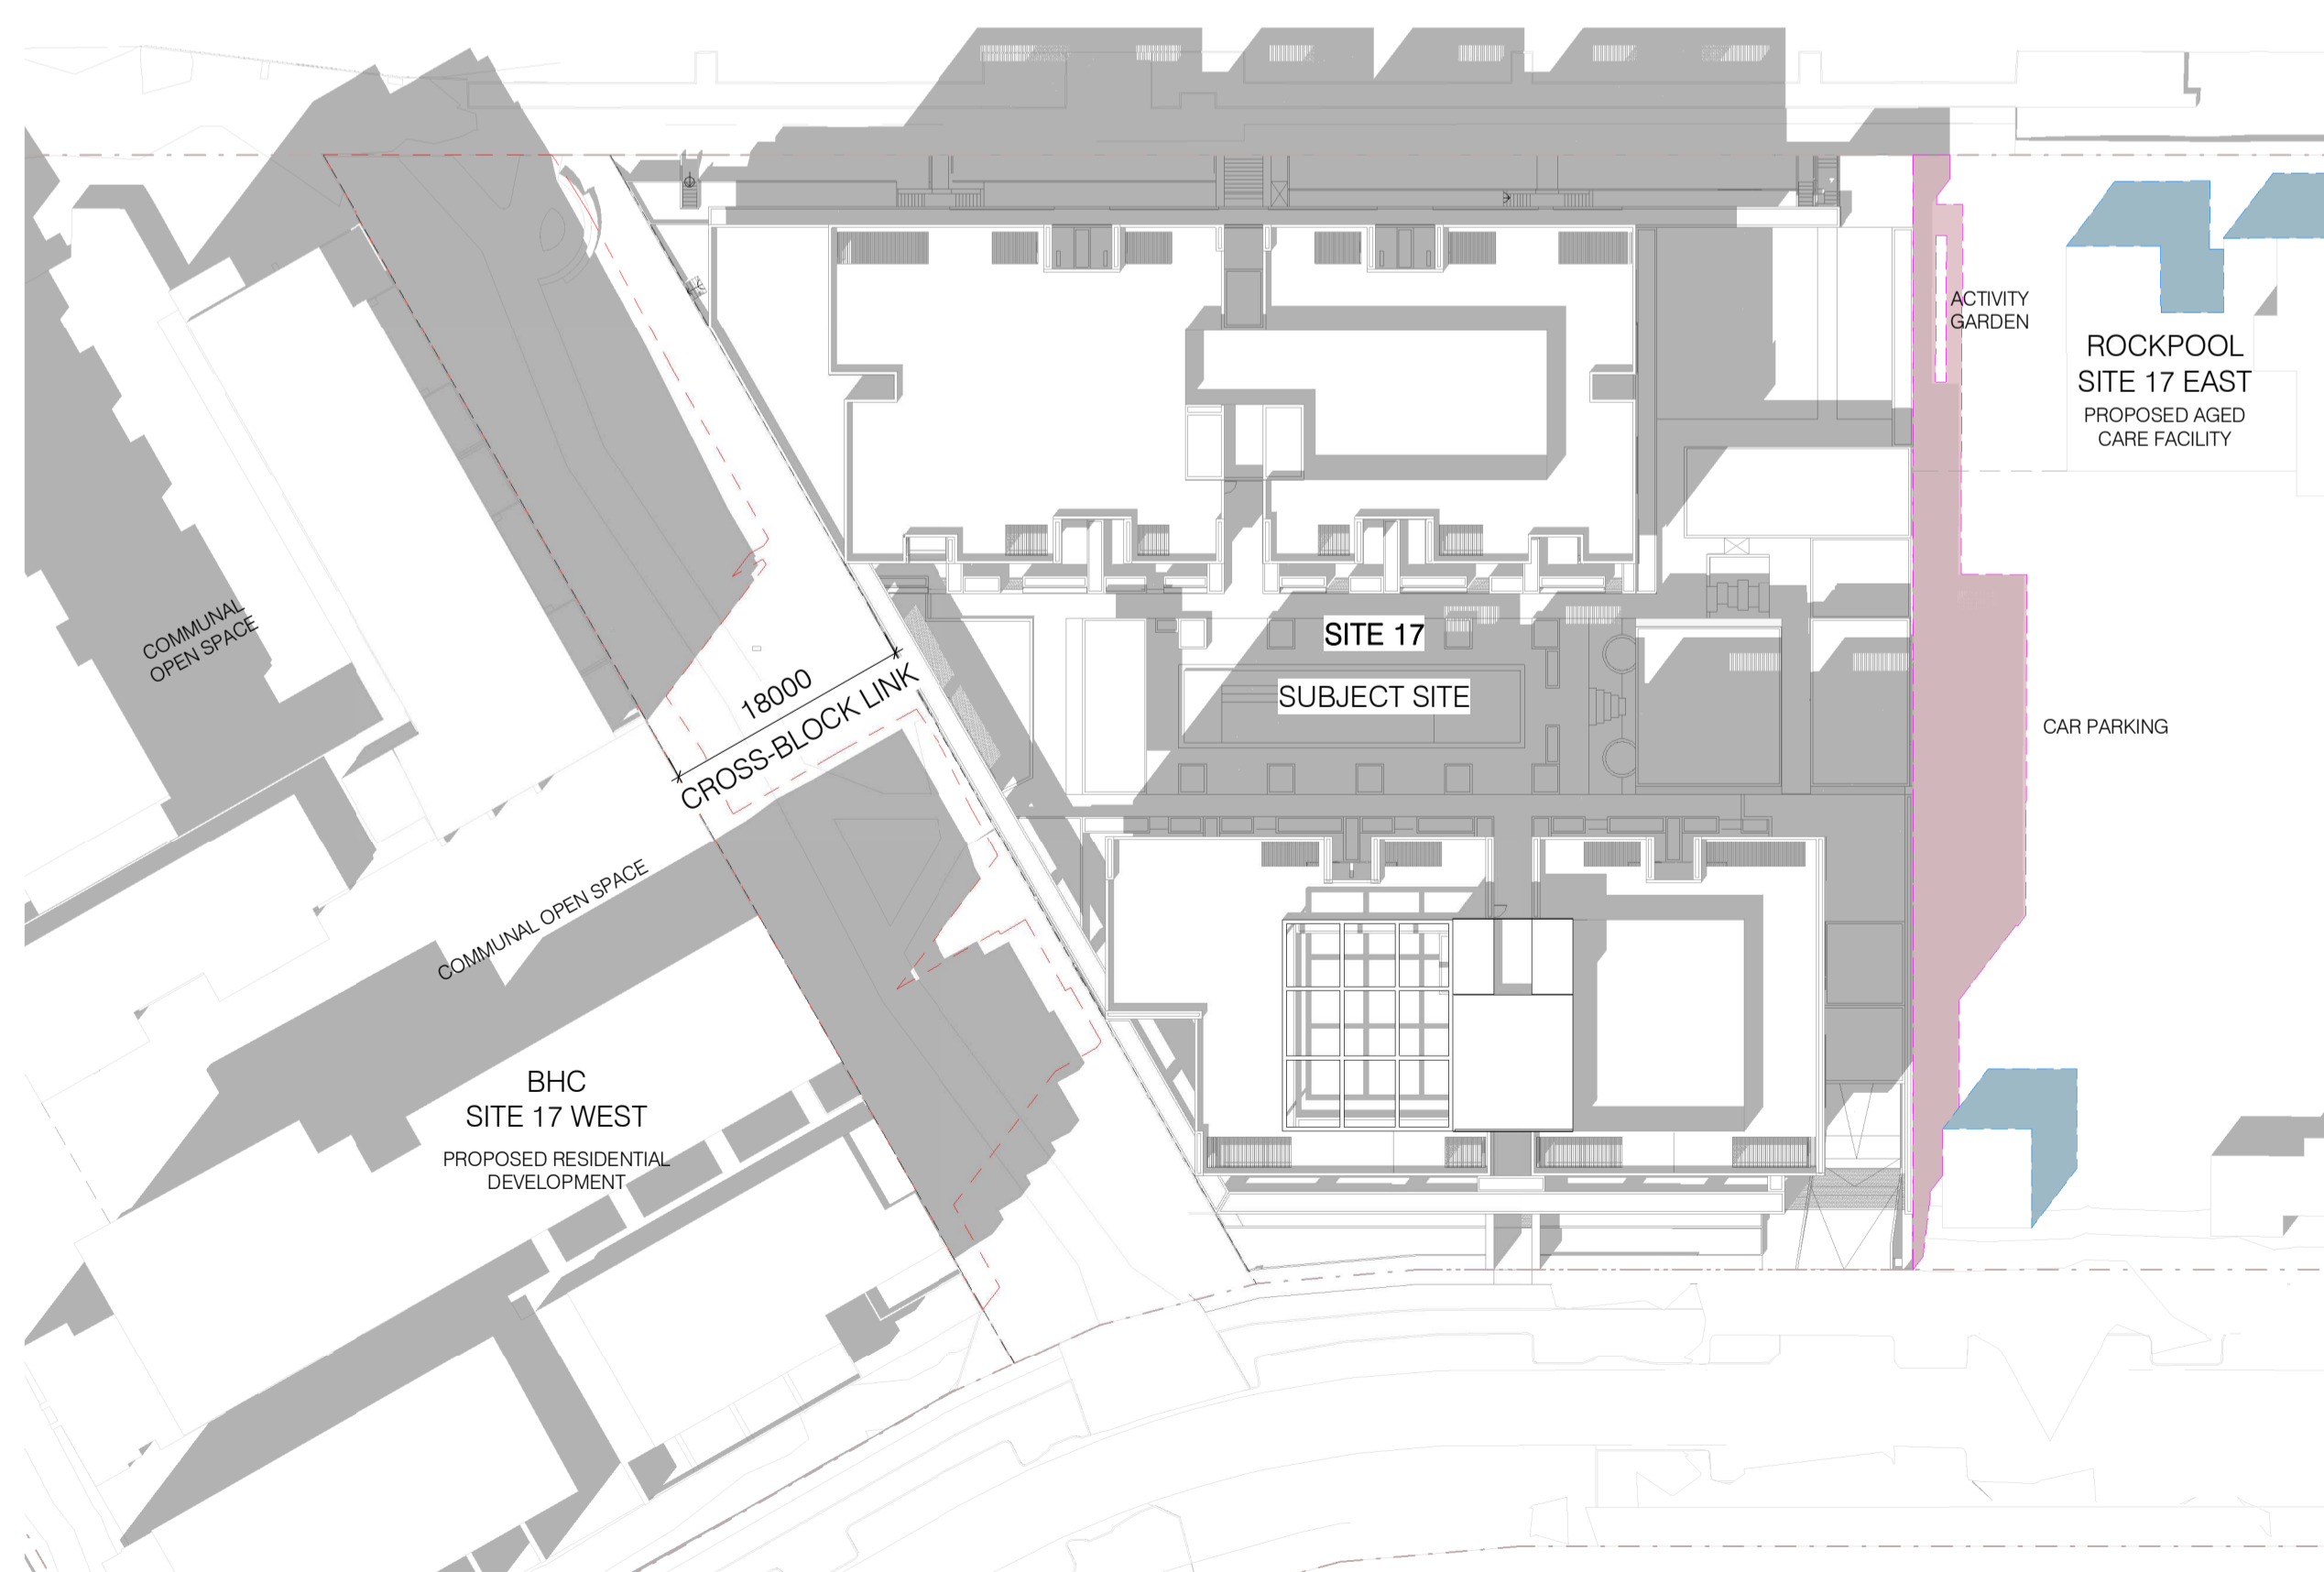 ACTIVITY
GARDEN
ROCKPOOL
SITE 17 EAST
PROPOSED AGED
CARE FACILITY
COMMUNAL
OPEN SPACE
SITE 17
SUBJECT SITE
18000
CROSS-BLOCK LINK
CAR PARKING
COMMUNAL OPEN SPACE
BHC
SITE 17 WEST
PROPOSED RESIDENTIAL
DEVELOPMENT